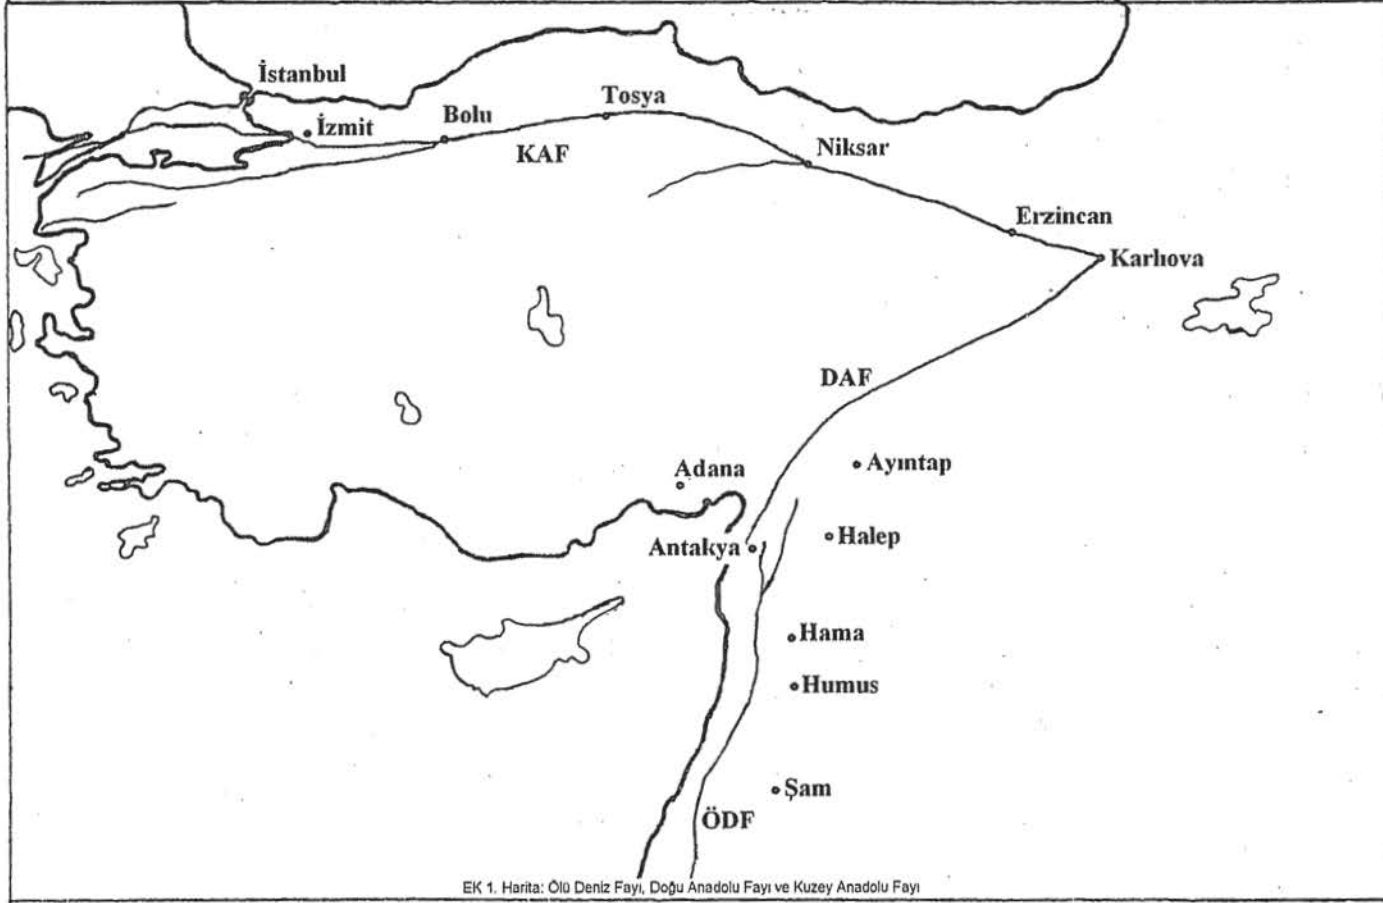 İstanbul
İzmit
Bolu
Tosya
KAF
Niksar
Erzincan
Karlıova
DAF
Adana
Ayıntap
Antakya
Halep
Hama
Humus
Şam
ÖDF
EK 1. Harita: Ölü Deniz Fayı, Doğu Anadolu Fayı ve Kuzey Anadolu Fayı